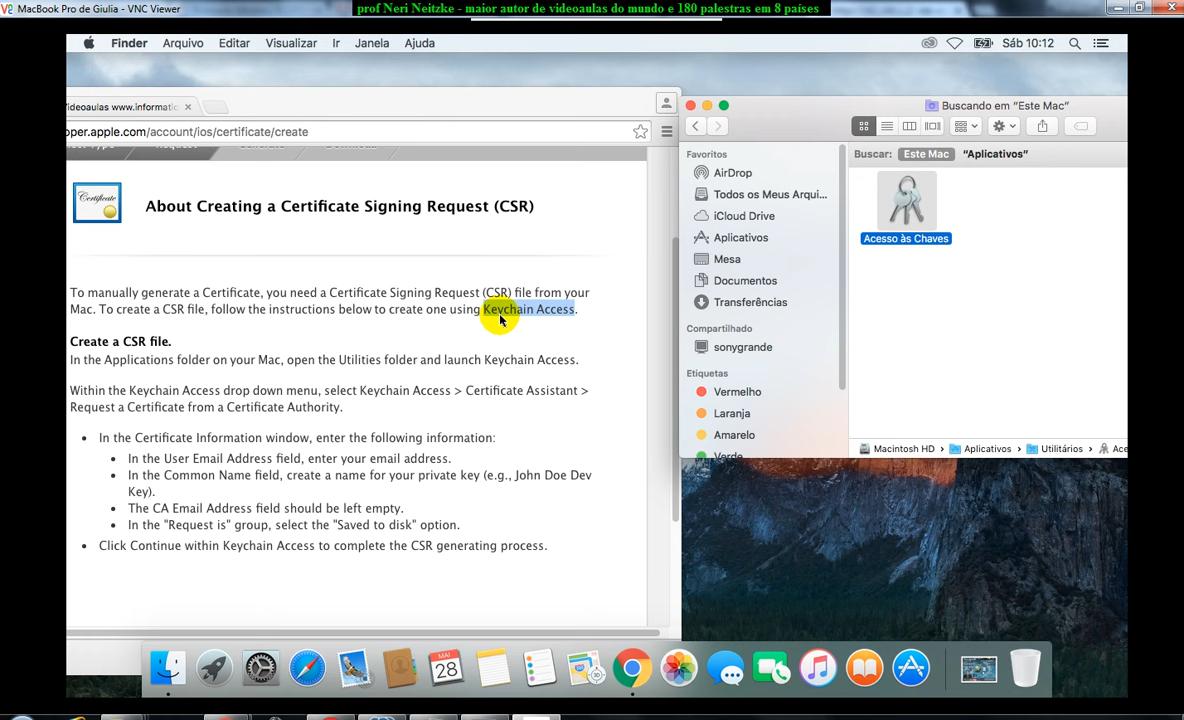 MacBook Pro de Giulia - VNC Viewer
prof Neri Neitzke - maior autor de videoaulas do mundo e 180 palestras em 8 países
Finder Arquivo Editar Visualizar Ir Janela Ajuda
Sáb 10:12
ideoaulas www.informatic
oper.apple.com/account/ios/certificate/create
Certificate
About Creating a Certificate Signing Request (CSR)
To manually generate a Certificate, you need a Certificate Signing Request (CSR) file from your
Mac. To create a CSR file, follow the instructions below to create one using Keychain Access.
Create a CSR file.
In the Applications folder on your Mac, open the Utilities folder and launch Keychain Access.
Within the Keychain Access drop down menu, select Keychain Access > Certificate Assistant >
Request a Certificate from a Certificate Authority.
• In the Certificate Information window, enter the following information:
• In the User Email Address field, enter your email address.
• In the Common Name field, create a name for your private key (e.g., John Doe Dev
Key).
• The CA Email Address field should be left empty.
• In the "Request is" group, select the "Saved to disk" option.
• Click Continue within Keychain Access to complete the CSR generating process.
Buscando em “Este Mac”
Favoritos
AirDrop
Todos os Meus Arqui...
iCloud Drive
Aplicativos
Mesa
Documentos
Transferências
Compartilhado
sonygrande
Etiquetas
Vermelho
Laranja
Amarelo
Verde
Buscar: Este Mac “Aplicativos”
Acesso às Chaves
Macintosh HD › Aplicativos › Utilitários › Ace
MAI
28